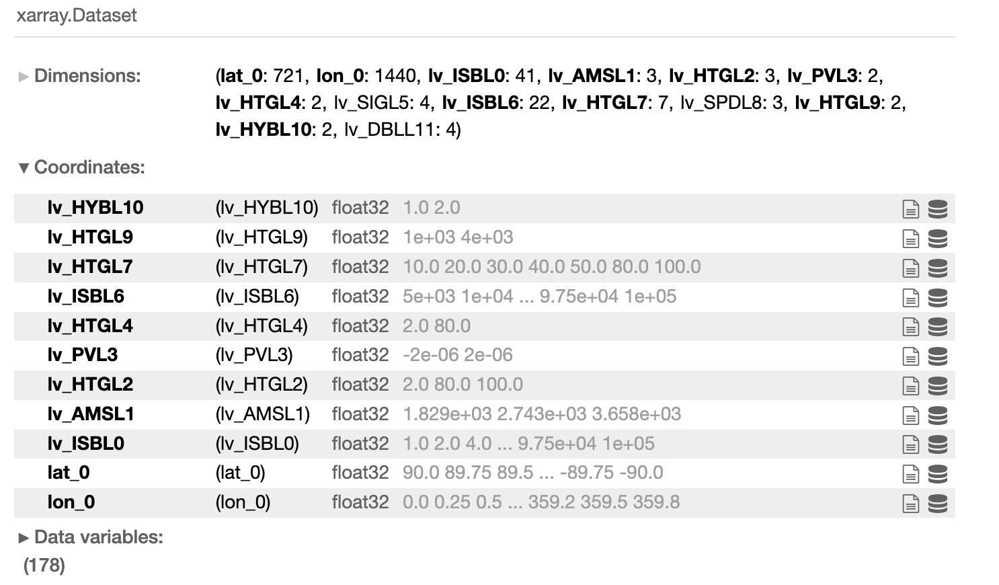 xarray.Dataset
► Dimensions: (lat_0: 721, lon_0: 1440, lv_ISBL0: 41, lv_AMSL1: 3, lv_HTGL2: 3, lv_PVL3: 2,
lv_HTGL4: 2, lv_SIGL5: 4, lv_ISBL6: 22, lv_HTGL7: 7, lv_SPDL8: 3, lv_HTGL9: 2,
lv_HYBL10: 2, lv_DBLL11: 4)
▼ Coordinates:
lv_HYBL10 (lv_HYBL10) float32 1.0 2.0
lv_HTGL9 (lv_HTGL9) float32 1e+03 4e+03
lv_HTGL7 (lv_HTGL7) float32 10.0 20.0 30.0 40.0 50.0 80.0 100.0
lv_ISBL6 (lv_ISBL6) float32 5e+03 1e+04 ... 9.75e+04 1e+05
lv_HTGL4 (lv_HTGL4) float32 2.0 80.0
lv_PVL3 (lv_PVL3) float32 -2e-06 2e-06
lv_HTGL2 (lv_HTGL2) float32 2.0 80.0 100.0
lv_AMSL1 (lv_AMSL1) float32 1.829e+03 2.743e+03 3.658e+03
lv_ISBL0 (lv_ISBL0) float32 1.0 2.0 4.0 ... 9.75e+04 1e+05
lat_0 (lat_0) float32 90.0 89.75 89.5 ... -89.75 -90.0
lon_0 (lon_0) float32 0.0 0.25 0.5 ... 359.2 359.5 359.8
► Data variables:
(178)